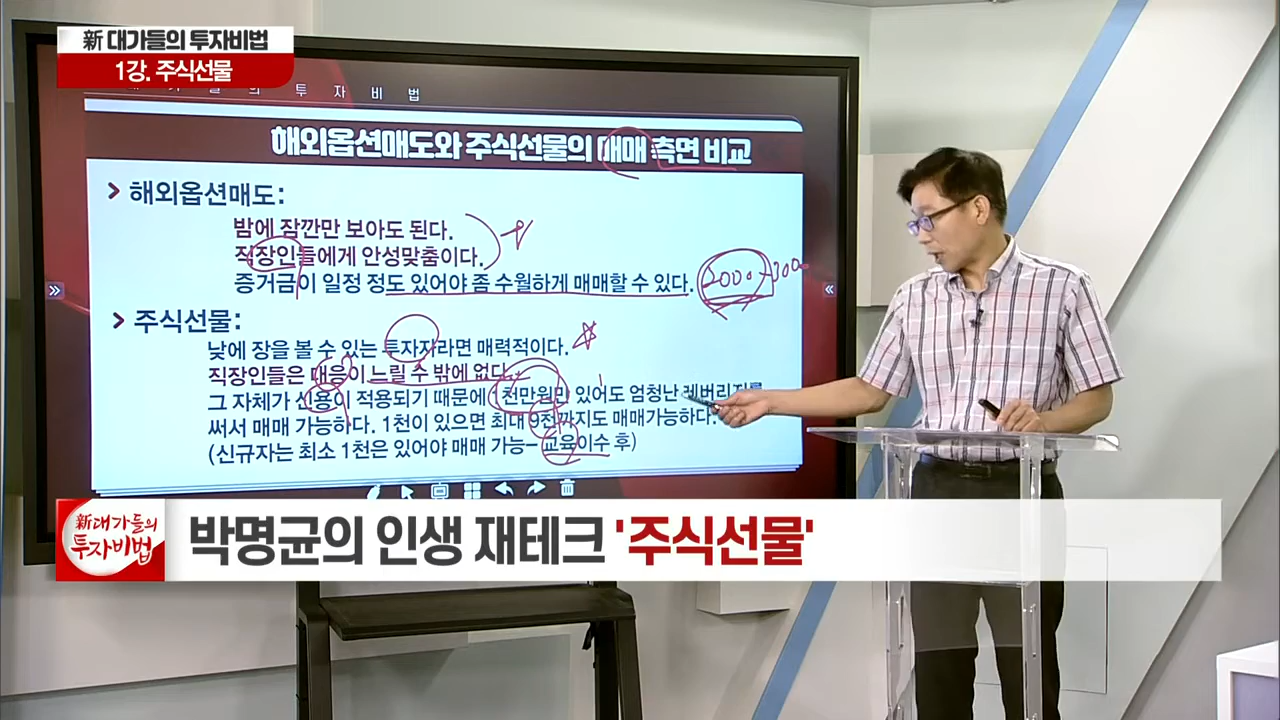 新 대가들의 투자비법
1강. 주식선물
의 투 자 비 법
해외옵션매도와 주식선물의 매매 측면 비교
해외옵션매도:
밤에 잠깐만 보아도 된다.
직장인들에게 안성맞춤이다.
증거금이 일정 정도 있어야 좀 수월하게 매매할 수 있다.
2000~300
주식선물:
낮에 장을 볼 수 있는 투자자라면 매력적이다.
직장인들은 대응이 느릴 수 밖에 없다.
그 자체가 신용이 적용되기 때문에 1천만원만 있어도 엄청난 레버리지를
써서 매매 가능하다. 1천이 있으면 최대 9천까지도 매매가능하다.
(신규자는 최소 1천은 있어야 매매 가능-교육이수 후)
新 대가들의
투자비법
박명균의 인생 재테크 '주식선물'